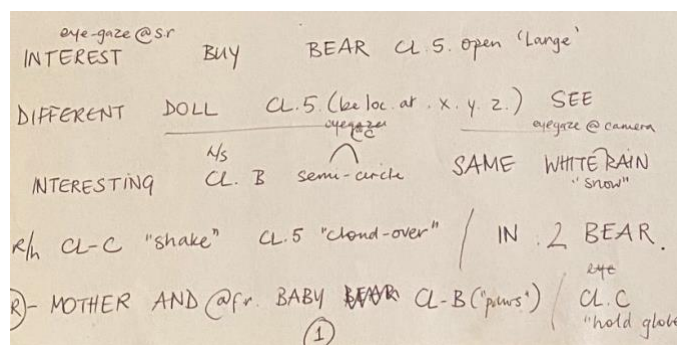 eye-gaze @sr
INTEREST BUY BEAR CL.5. open 'Large'
DIFFERENT DOLL CL.5. (be loc. at . x. y. z.) SEE
eyegaze @ camera
N/S
INTERESTING CL. B semi-circle SAME WHITE RAIN
"snow"
R/h CL-C "shake" CL.5 "cloud-over" / IN .2 BEAR.
eye
R - MOTHER AND @fr. BABY BEAR CL-B ("paws") / CL.C
"hold globe
1